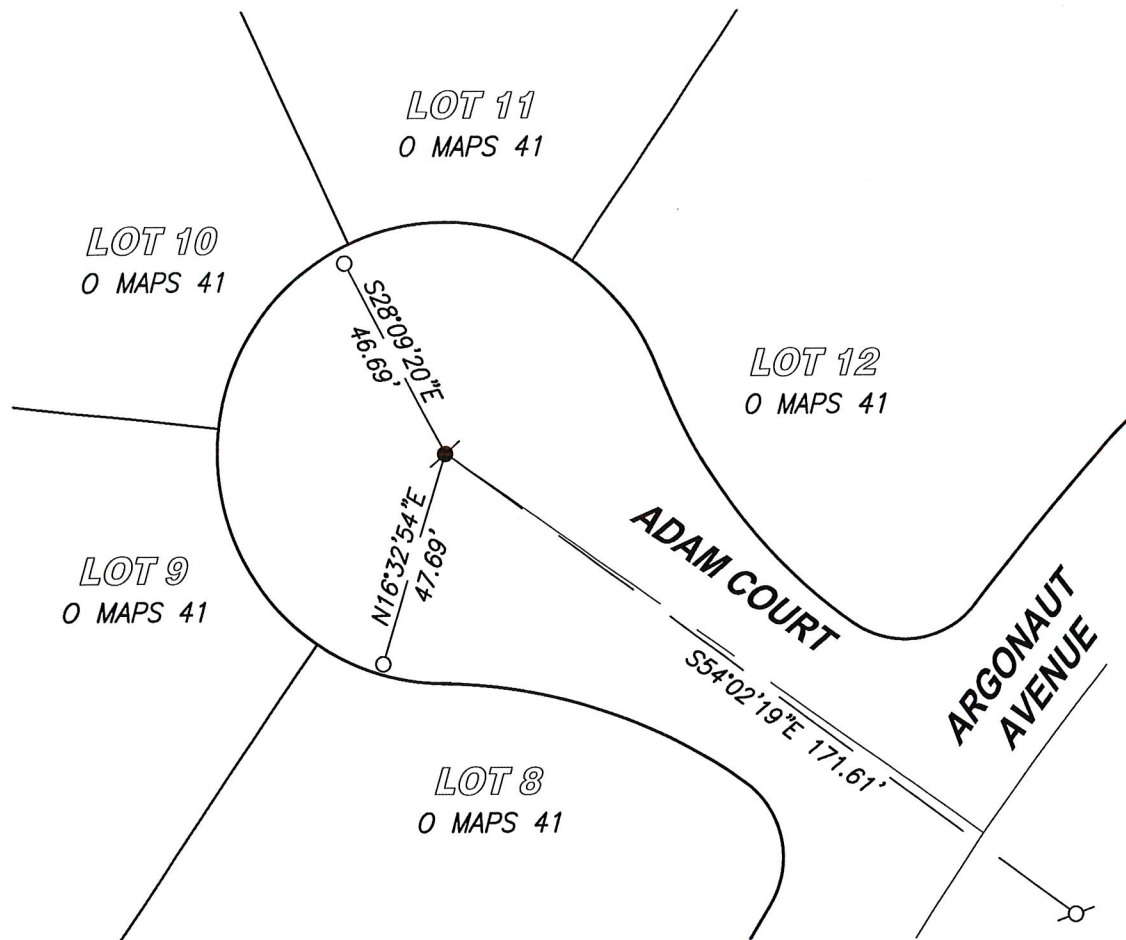 LOT 11
O MAPS 41
LOT 10
O MAPS 41
S28°09'20"E
46.69'
LOT 12
O MAPS 41
N16°32'54"E
47.69'
ADAM COURT
S54°02'19"E 171.61'
ARGONAUT
AVENUE
LOT 9
O MAPS 41
LOT 8
O MAPS 41